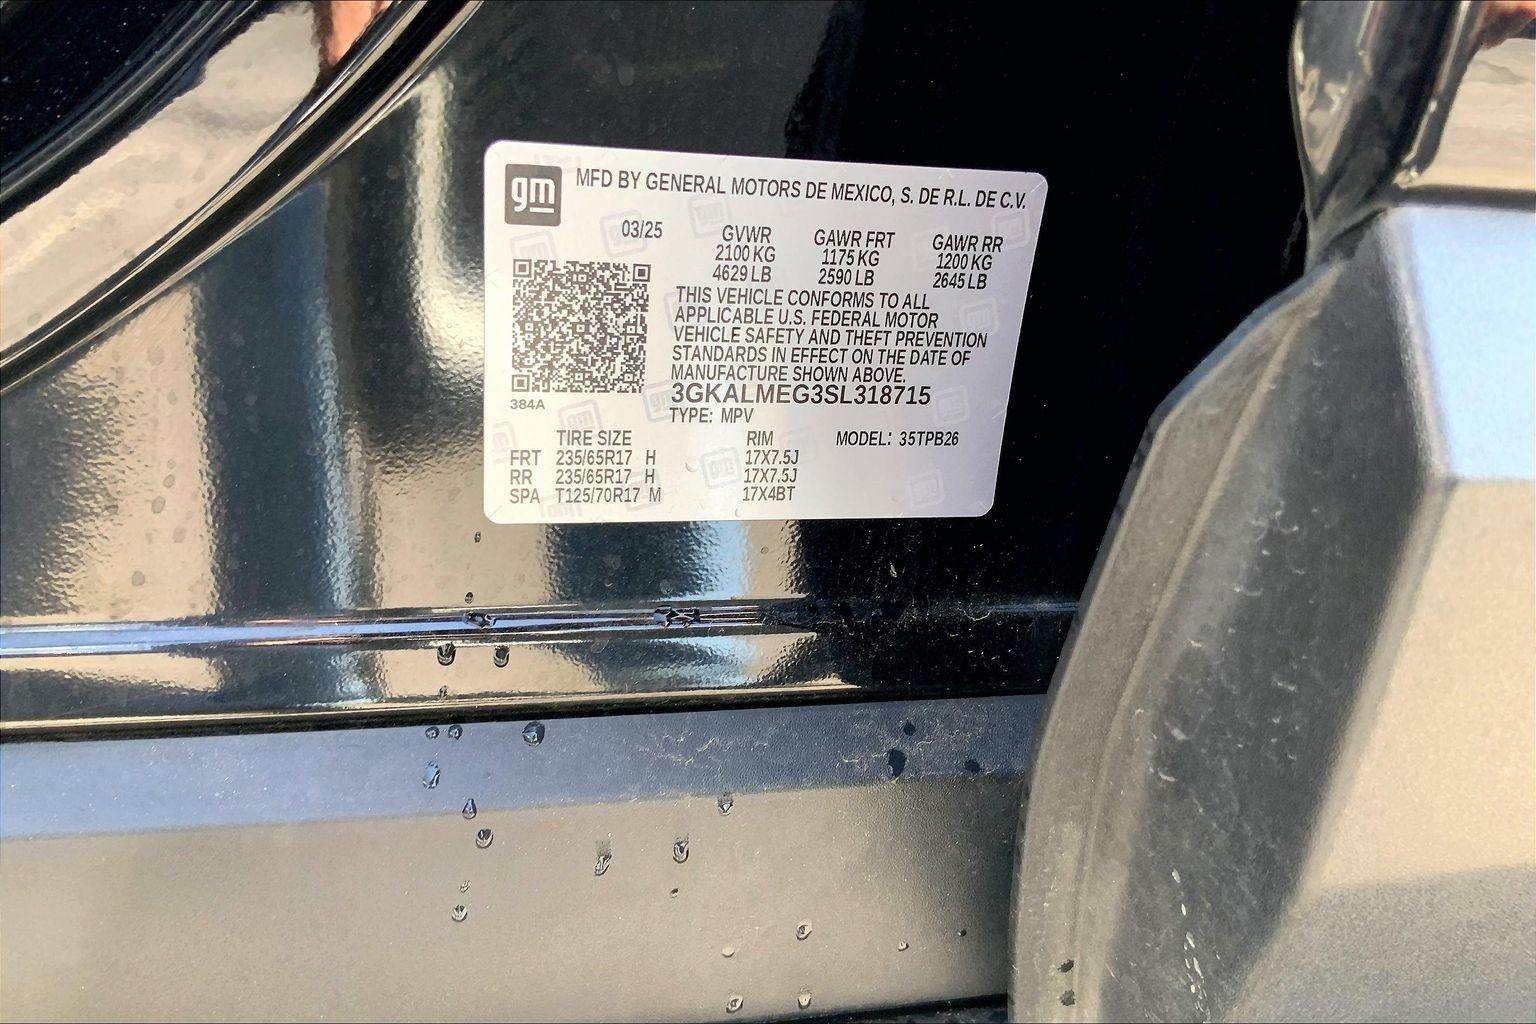 gm MFD BY GENERAL MOTORS DE MEXICO, S. DE R.L. DE C.V.
03/25 GVWR GAWR FRT GAWR RR
2100 KG 1175 KG 1200 KG
4629 LB 2590 LB 2645 LB
THIS VEHICLE CONFORMS TO ALL
APPLICABLE U.S. FEDERAL MOTOR
VEHICLE SAFETY AND THEFT PREVENTION
STANDARDS IN EFFECT ON THE DATE OF
MANUFACTURE SHOWN ABOVE.
3GKALMEG3SL318715
384A
TYPE: MPV
TIRE SIZE RIM MODEL: 35TPB26
FRT 235/65R17 H 17X7.5J
RR 235/65R17 H 17X7.5J
SPA T125/70R17 M 17X4BT